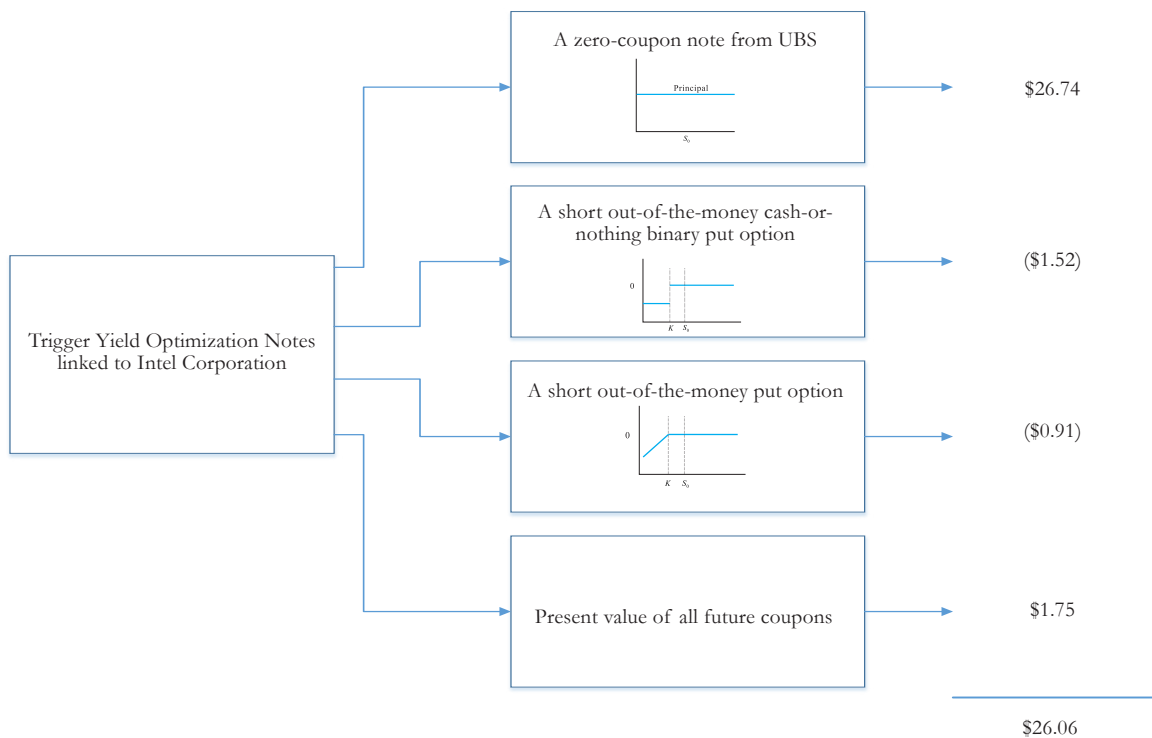 A zero-coupon note from UBS
Principal
S₀
$26.74
A short out-of-the-money cash-or-
nothing binary put option
0
K S₀
($1.52)
Trigger Yield Optimization Notes
linked to Intel Corporation
A short out-of-the-money put option
0
K S₀
($0.91)
Present value of all future coupons
$1.75
$26.06